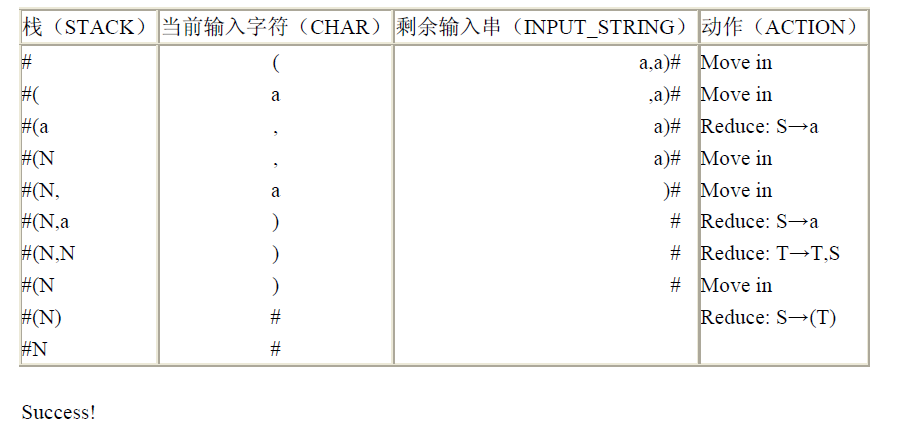 栈（STACK） 当前输入字符（CHAR） 剩余输入串（INPUT_STRING） 动作（ACTION）
# ( a,a)# Move in
#( a ,a)# Move in
#(a , a)# Reduce: S→a
#(N , a)# Move in
#(N, a )# Move in
#(N,a ) # Reduce: S→a
#(N,N ) # Reduce: T→T,S
#(N ) # Move in
#(N) # Reduce: S→(T)
#N #
Success!